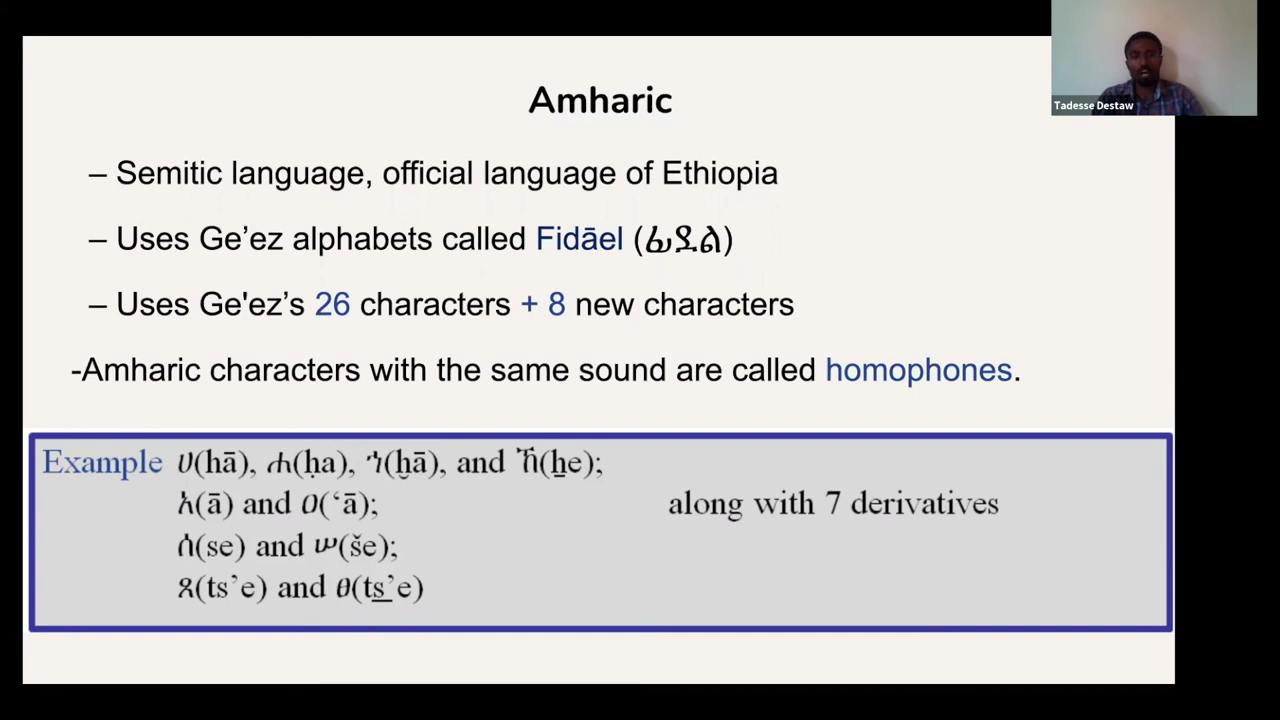 Amharic
Tadesse Destaw
– Semitic language, official language of Ethiopia
– Uses Ge’ez alphabets called Fidāel (ፊደል)
– Uses Ge'ez’s 26 characters + 8 new characters
-Amharic characters with the same sound are called homophones.
Example ሀ(hā), ሐ(ḥa), ኀ(ḫā), and ኸ(ẖe);
አ(ā) and ዐ(‘ā); along with 7 derivatives
ሰ(se) and ሠ(še);
ጸ(ts’e) and ፀ(ts’e)